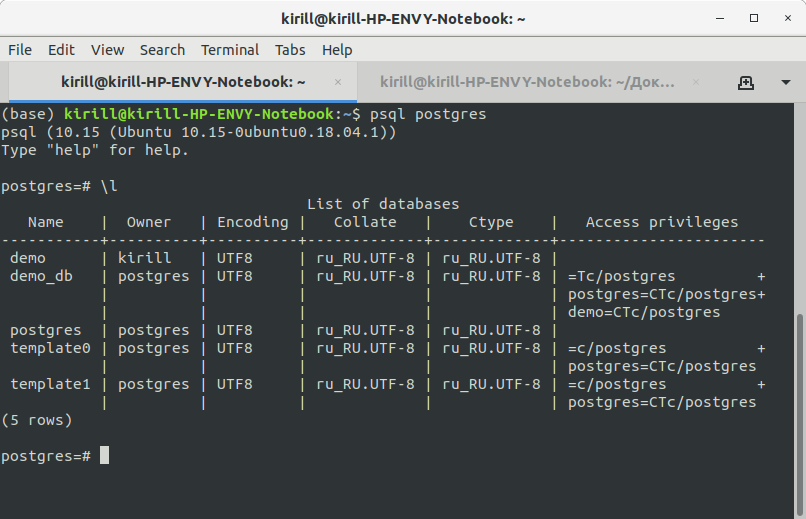 kirill@kirill-HP-ENVY-Notebook: ~
File Edit View Search Terminal Tabs Help
kirill@kirill-HP-ENVY-Notebook: ~ × kirill@kirill-HP-ENVY-Notebook: ~/Док... ×
(base) kirill@kirill-HP-ENVY-Notebook:~$ psql postgres
psql (10.15 (Ubuntu 10.15-0ubuntu0.18.04.1))
Type "help" for help.
postgres=# \l
                                  List of databases
   Name    |  Owner   | Encoding |   Collate   |    Ctype    |   Access privileges
-----------+----------+----------+-------------+-------------+-----------------------
 demo      | kirill   | UTF8     | ru_RU.UTF-8 | ru_RU.UTF-8 |
 demo_db   | postgres | UTF8     | ru_RU.UTF-8 | ru_RU.UTF-8 | =Tc/postgres         +
           |          |          |             |             | postgres=CTc/postgres+
           |          |          |             |             | demo=CTc/postgres
 postgres  | postgres | UTF8     | ru_RU.UTF-8 | ru_RU.UTF-8 |
 template0 | postgres | UTF8     | ru_RU.UTF-8 | ru_RU.UTF-8 | =c/postgres          +
           |          |          |             |             | postgres=CTc/postgres
 template1 | postgres | UTF8     | ru_RU.UTF-8 | ru_RU.UTF-8 | =c/postgres          +
           |          |          |             |             | postgres=CTc/postgres
(5 rows)
postgres=#